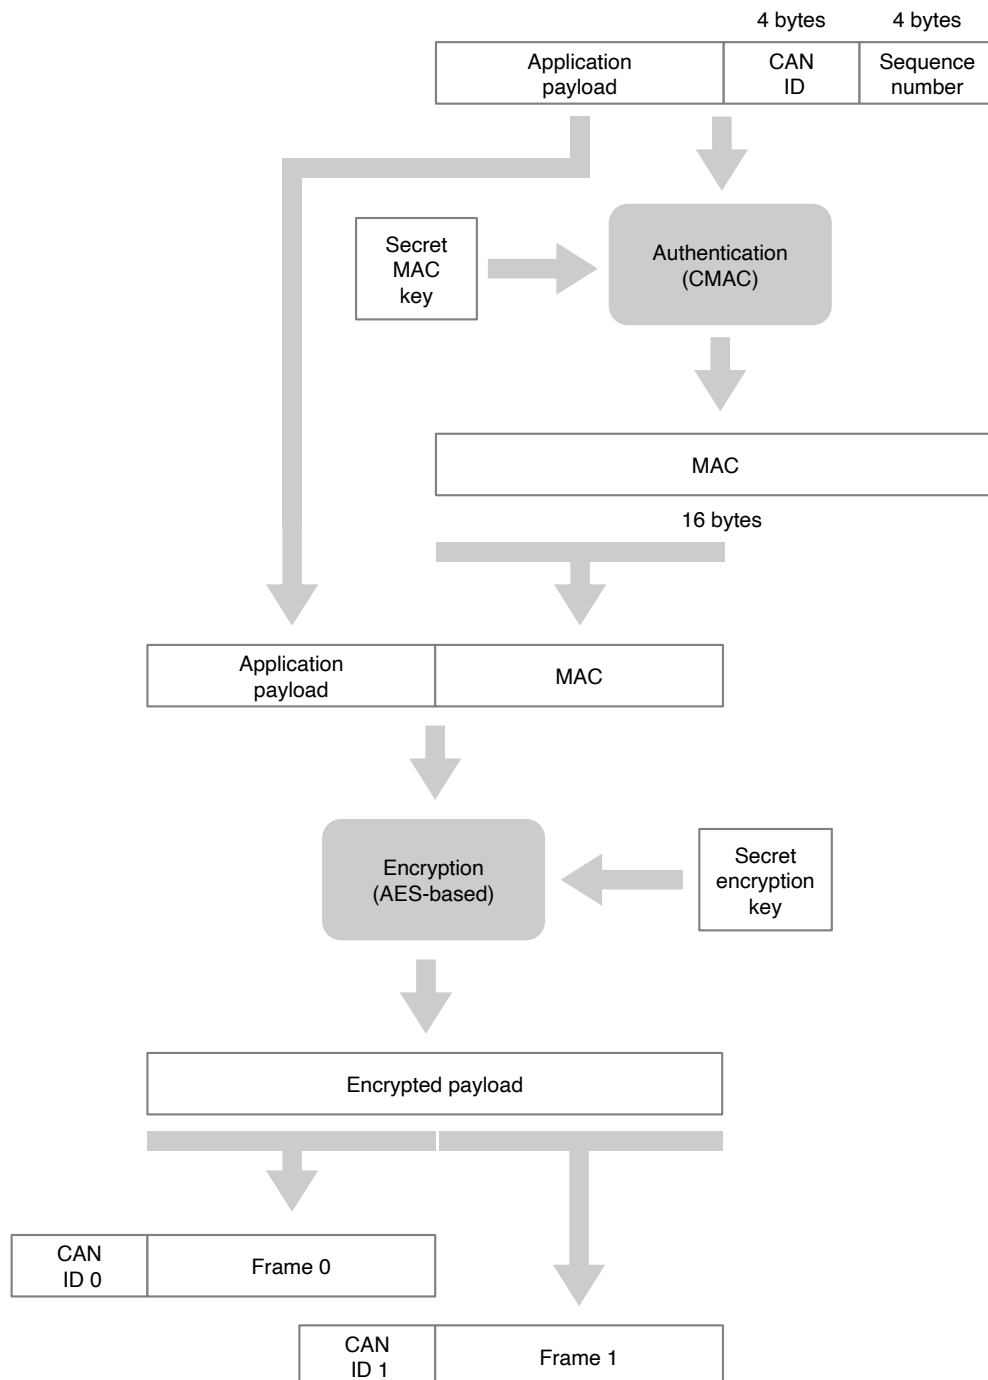 4 bytes
4 bytes
Application
payload
CAN
ID
Sequence
number
Secret
MAC
key
Authentication
(CMAC)
MAC
16 bytes
Application
payload
MAC
Encryption
(AES-based)
Secret
encryption
key
Encrypted payload
CAN
ID 0
Frame 0
CAN
ID 1
Frame 1